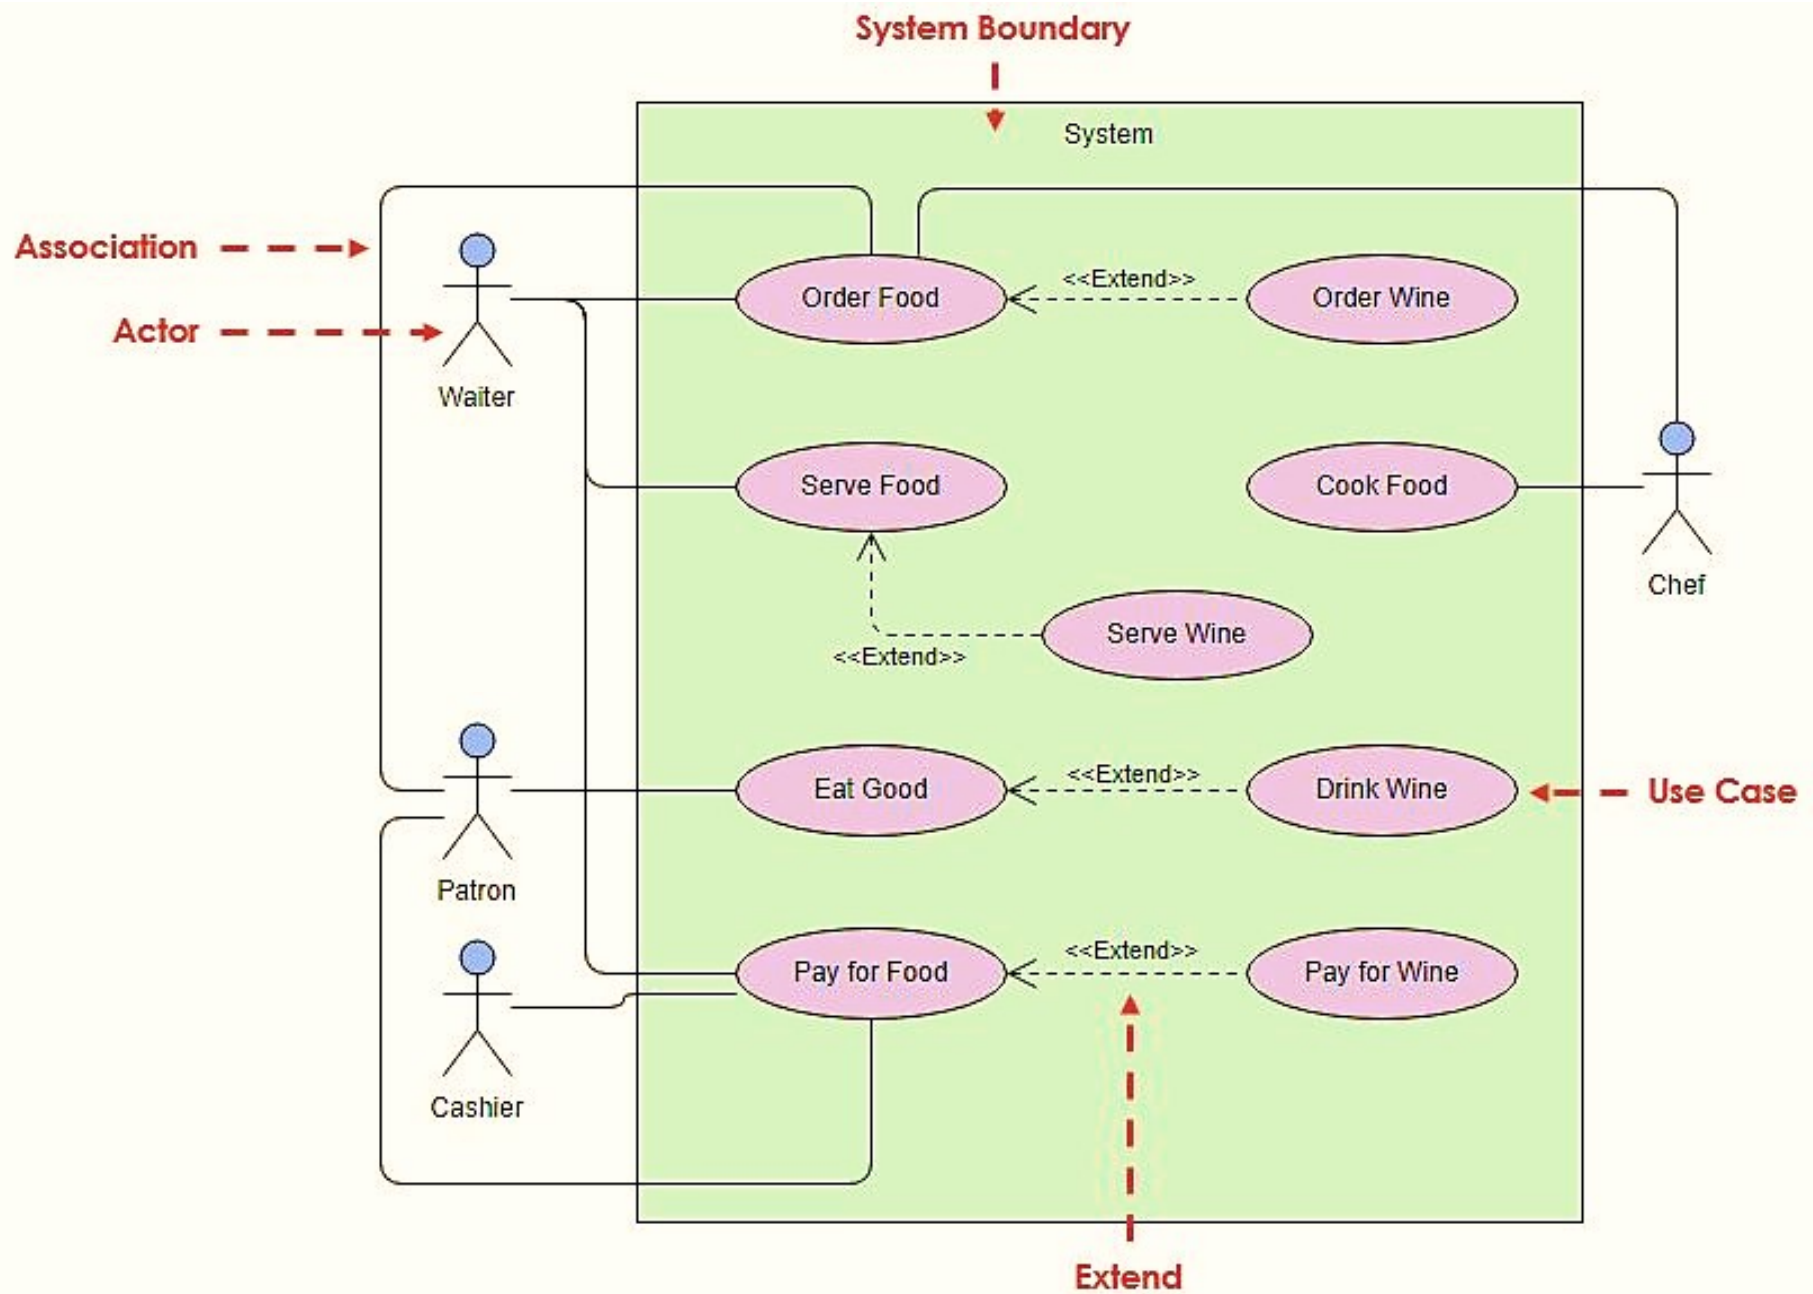 System Boundary
System
Association
Actor
Waiter
Order Food
<<Extend>>
Order Wine
Serve Food
Cook Food
Chef
Serve Wine
<<Extend>>
Patron
Eat Good
<<Extend>>
Drink Wine
Use Case
Cashier
Pay for Food
<<Extend>>
Pay for Wine
Extend